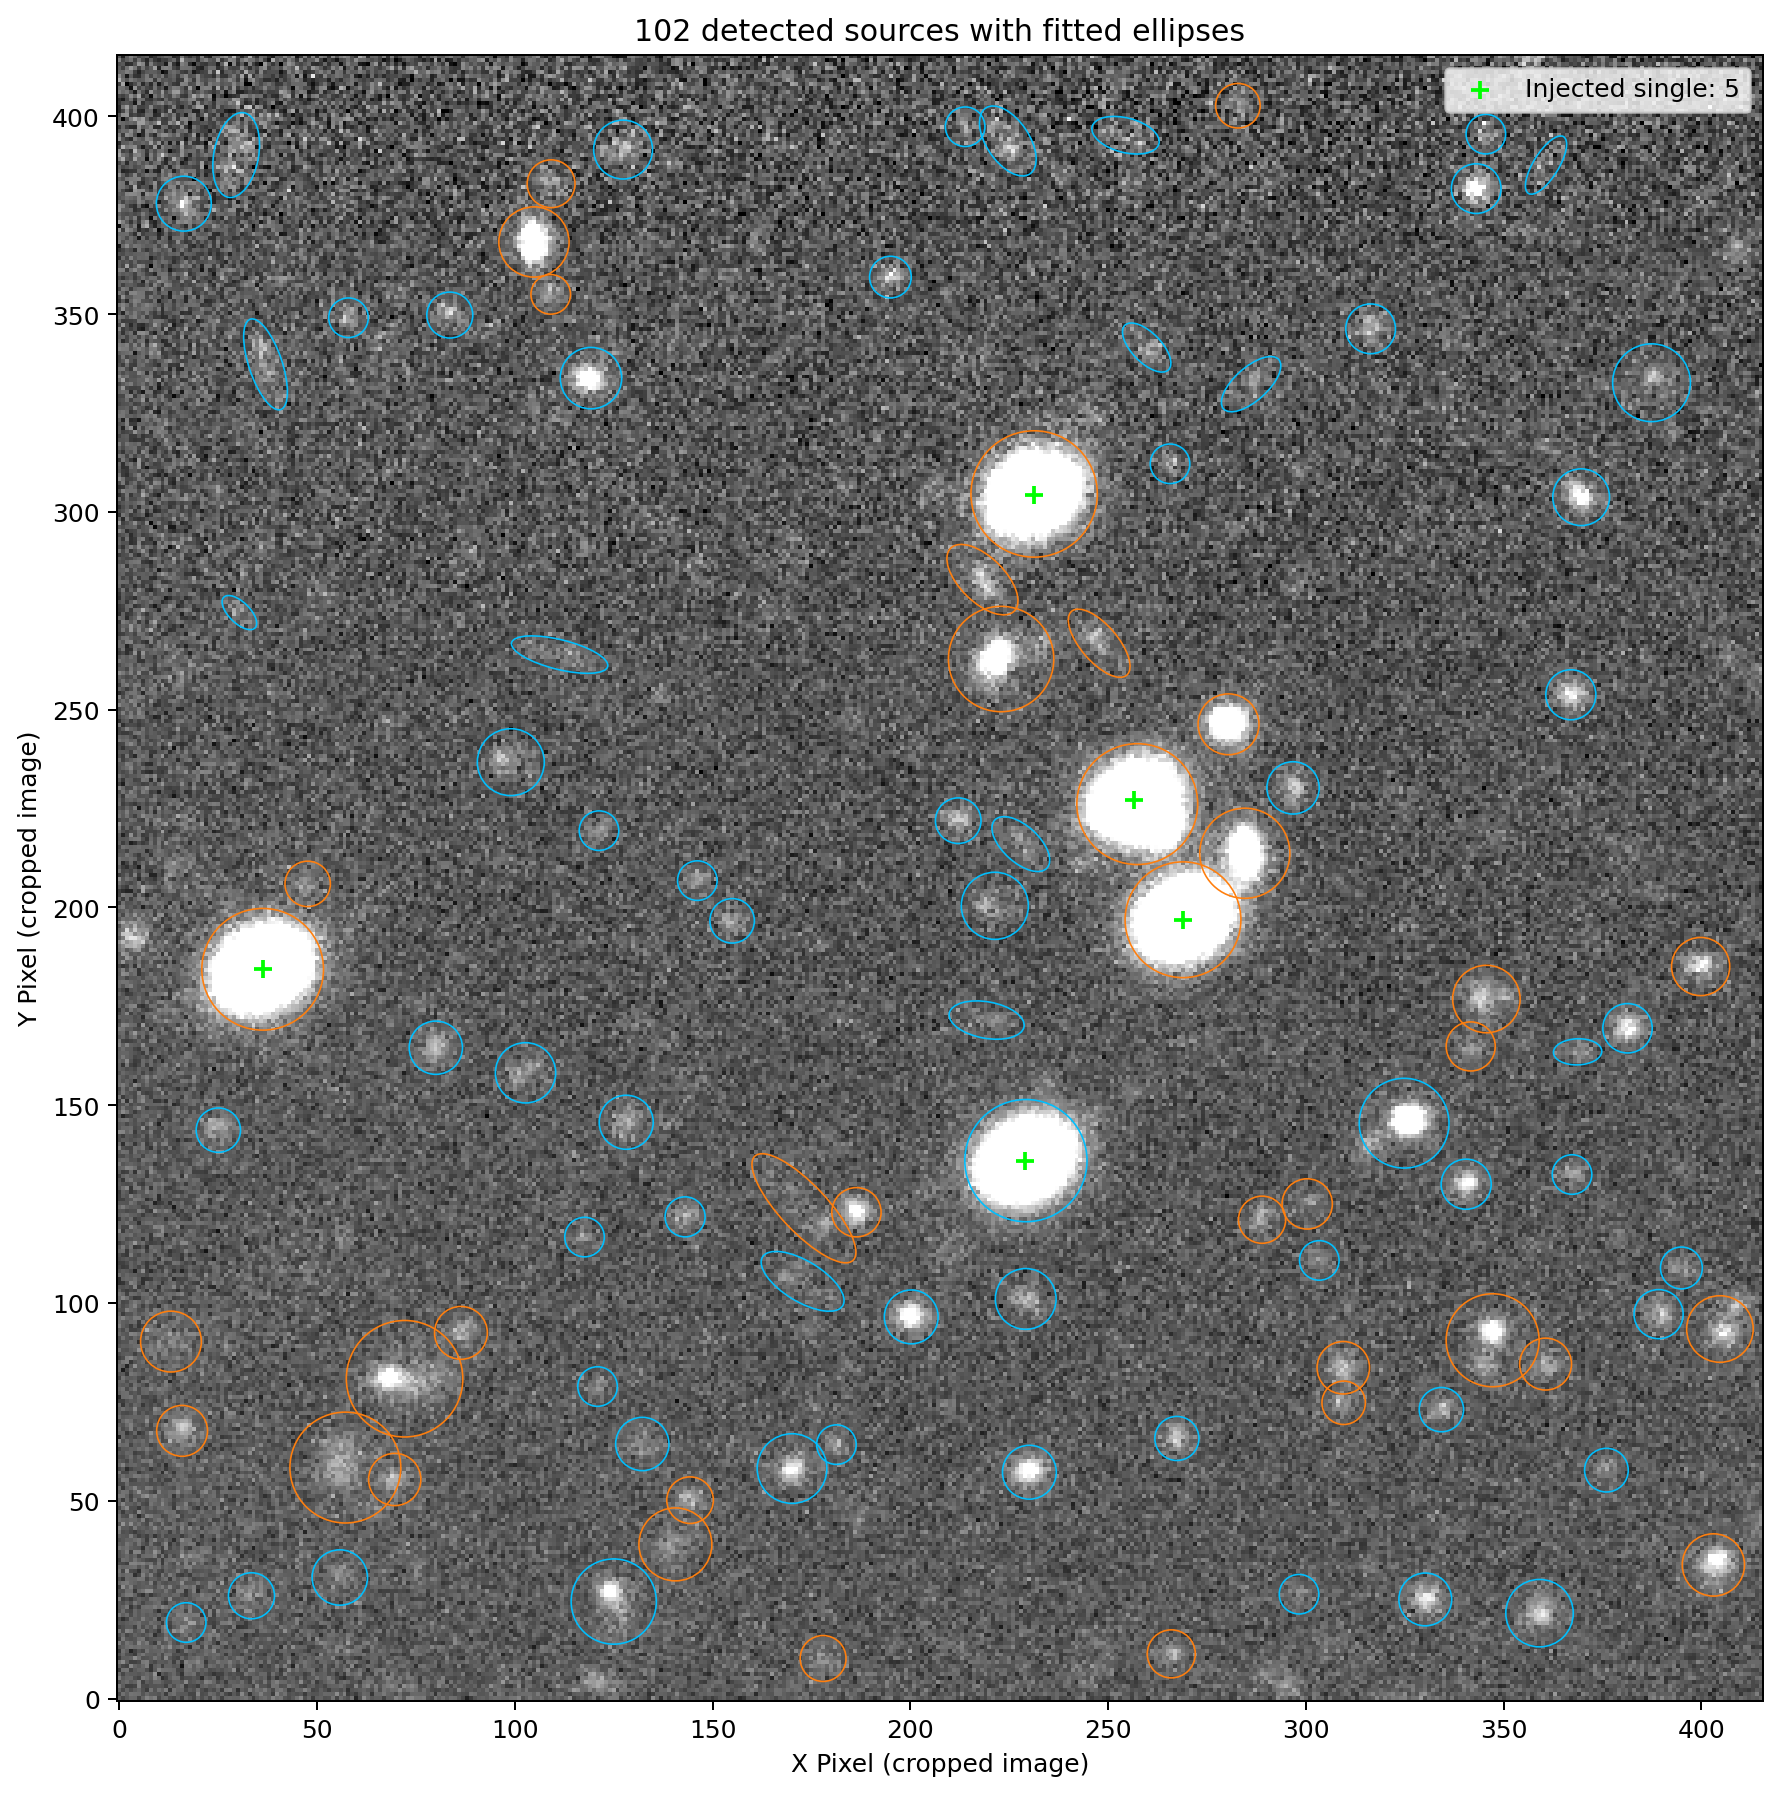 102 detected sources with fitted ellipses
Injected single: 5
400
350
300
250
200
150
100
50
0
Y Pixel (cropped image)
0 50 100 150 200 250 300 350 400
X Pixel (cropped image)